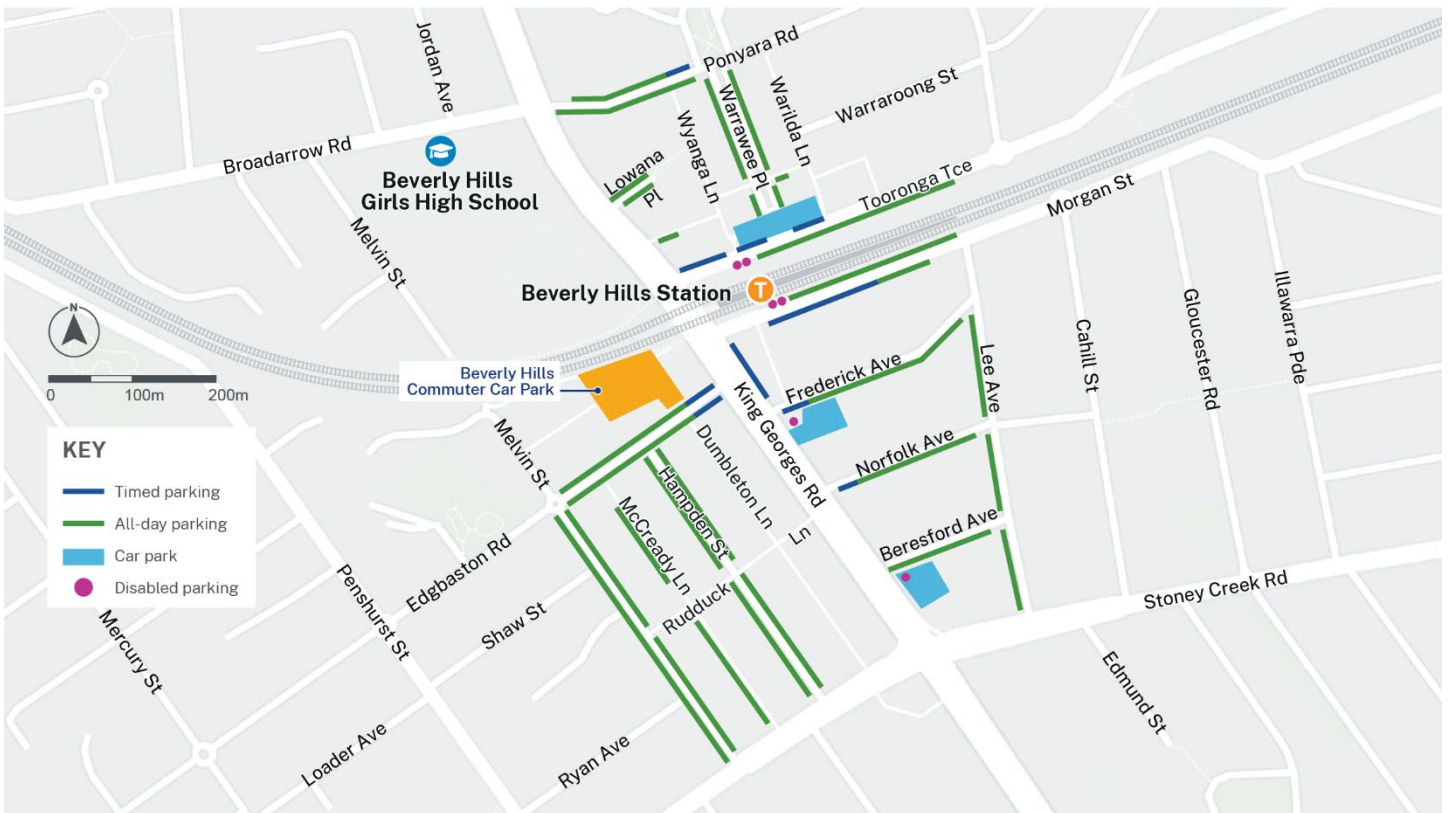 Jordan Ave
Ponyara Rd
Warilda Ln
Warraroong St
Warrawee Pl
Wyanga Ln
Broadarrow Rd
Beverly Hills
Girls High School
Lowana
Pl
Tooronga Tce
Morgan St
Melvin St
Beverly Hills Station
T
Illawarra Pde
Gloucester Rd
Cahill St
Lee Ave
N
0 100m 200m
Beverly Hills
Commuter Car Park
Frederick Ave
King Georges Rd
Norfolk Ave
Melvin St
Dumbleton Ln
Hampden St
McCready Ln
Ln
Rudduck
Beresford Ave
Stoney Creek Rd
KEY
Timed parking
All-day parking
Car park
Disabled parking
Edgbaston Rd
Shaw St
Penshurst St
Mercury St
Loader Ave
Ryan Ave
Edmund St